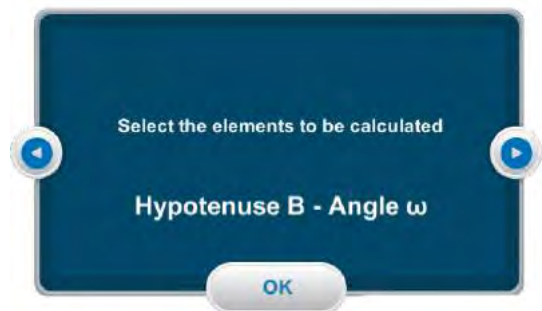 Select the elements to be calculated
Hypotenuse B - Angle ω
OK